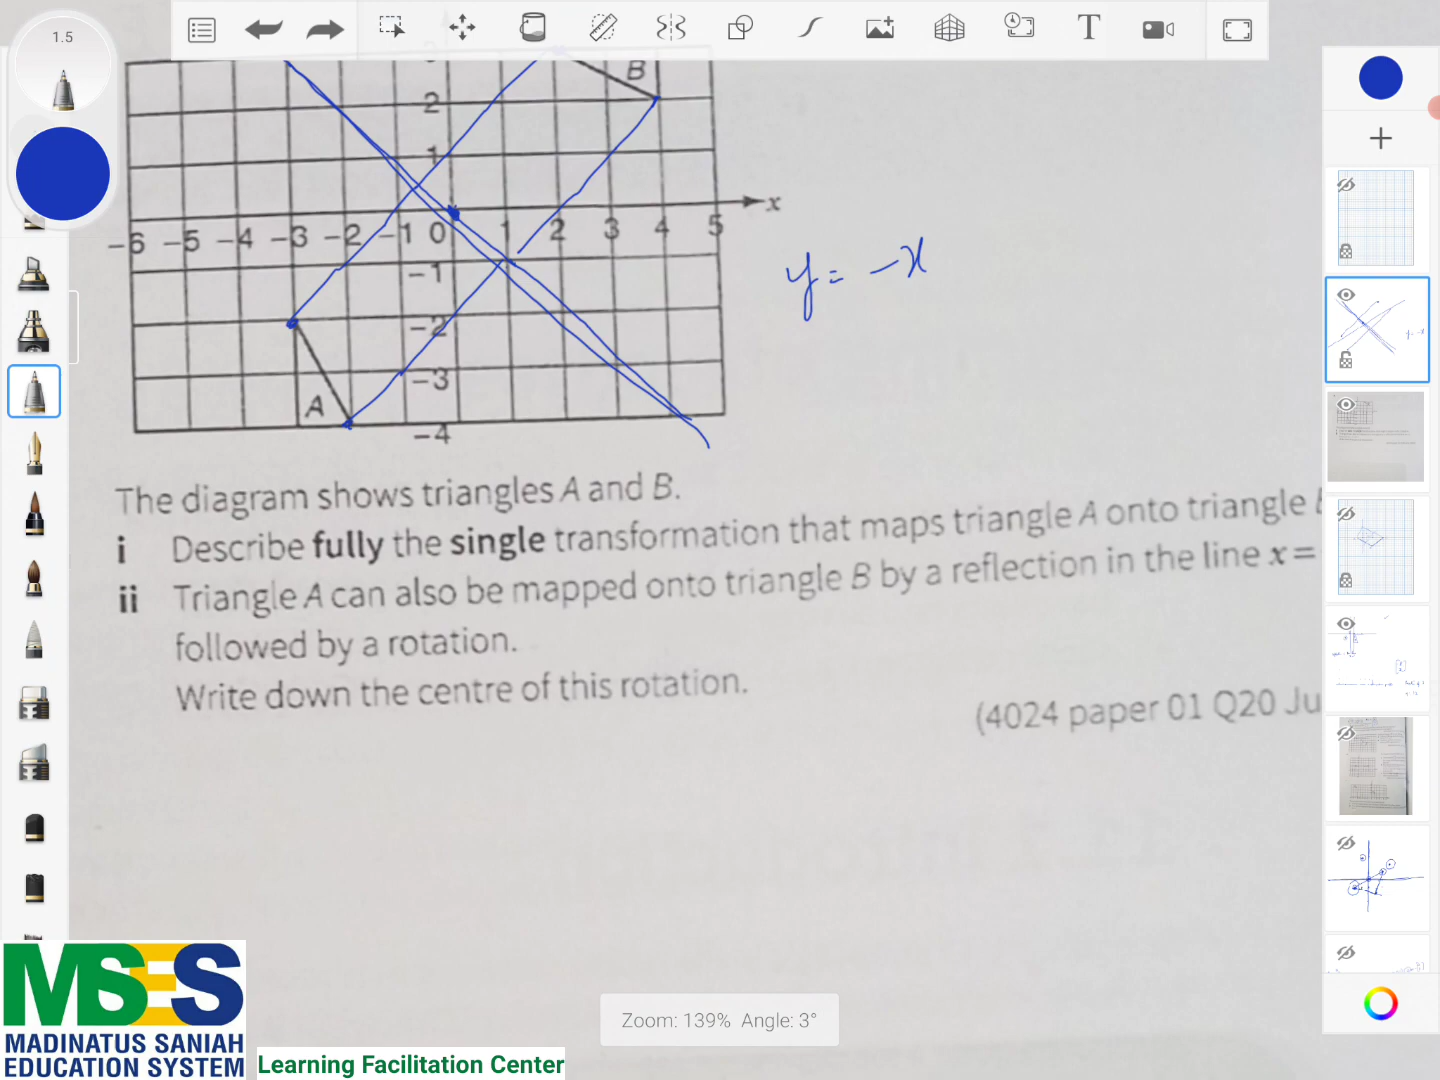 1.5
T
B
2
1
x
-6 -5 -4 -3 -2 -1 0 1 2 3 4 5
-1
-2
-3
A
-4
y = -x
The diagram shows triangles A and B.
i Describe fully the single transformation that maps triangle A onto triangle
ii Triangle A can also be mapped onto triangle B by a reflection in the line x =
followed by a rotation.
Write down the centre of this rotation.
(4024 paper 01 Q20 Ju
Zoom: 139% Angle: 3°
MSES
MADINATUS SANIAH
EDUCATION SYSTEM
Learning Facilitation Center